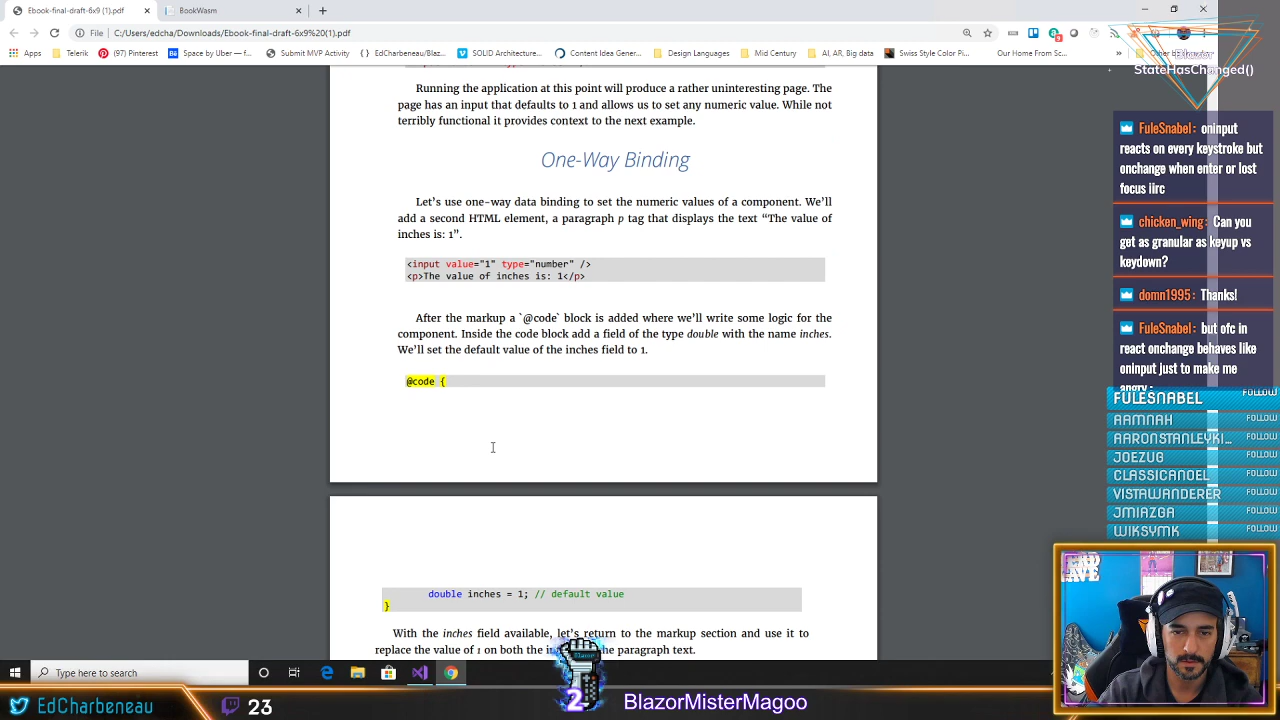 Ebook-final-draft-6x9 (1).pdf
BookWasm
File
C:/Users/edcha/Downloads/Ebook-final-draft-6x9%20(1).pdf
Apps
Telerik
(97) Pinterest
Space by Uber — f...
Submit MVP Activity
EdCharbeneau/Blaz...
SOLID Architecture...
Content Idea Gener...
Design Languages
Mid Century
AI, AR, Big data
Swiss Style Color Pi...
Our Home From Sc...
StateHasChanged()
Running the application at this point will produce a rather uninteresting page. The
page has an input that defaults to 1 and allows us to set any numeric value. While not
terribly functional it provides context to the next example.
One-Way Binding
Let's use one-way data binding to set the numeric values of a component. We'll
add a second HTML element, a paragraph p tag that displays the text “The value of
inches is: 1”.
<input value="1" type="number" />
<p>The value of inches is: 1</p>
After the markup a `@code` block is added where we'll write some logic for the
component. Inside the code block add a field of the type double with the name inches.
We'll set the default value of the inches field to 1.
@code {
double inches = 1; // default value
}
With the inches field available, let's return to the markup section and use it to
replace the value of 1 on both the in the paragraph text.
FuleSnabel: oninput
reacts on every keystroke but
onchange when enter or lost
focus iirc
chicken_wing: Can you
get as granular as keyup vs
keydown?
domn1995: Thanks!
FuleSnabel: but ofc in
react onchange behaves like
oninput just to make me
angry
FULESNABEL FOLLOW
AAMNAH FOLLOW
AARONSTANLEYKI... FOLLOW
JOEZUG FOLLOW
CLASSICANOEL FOLLOW
VISTAWANDERER FOLLOW
JMIAZGA FOLLOW
WIKSYMK FOLLOW
Type here to search
EdCharbeneau
23
Blazor
2
BlazorMisterMagoo